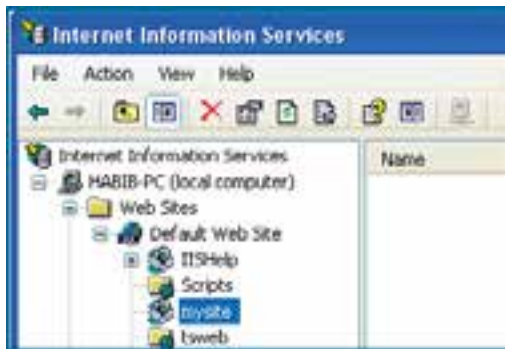 Internet Information Services
File Action View Help
Internet Information Services
Name
HABIB-PC (local computer)
Web Sites
Default Web Site
IISHelp
Scripts
mysite
tsweb